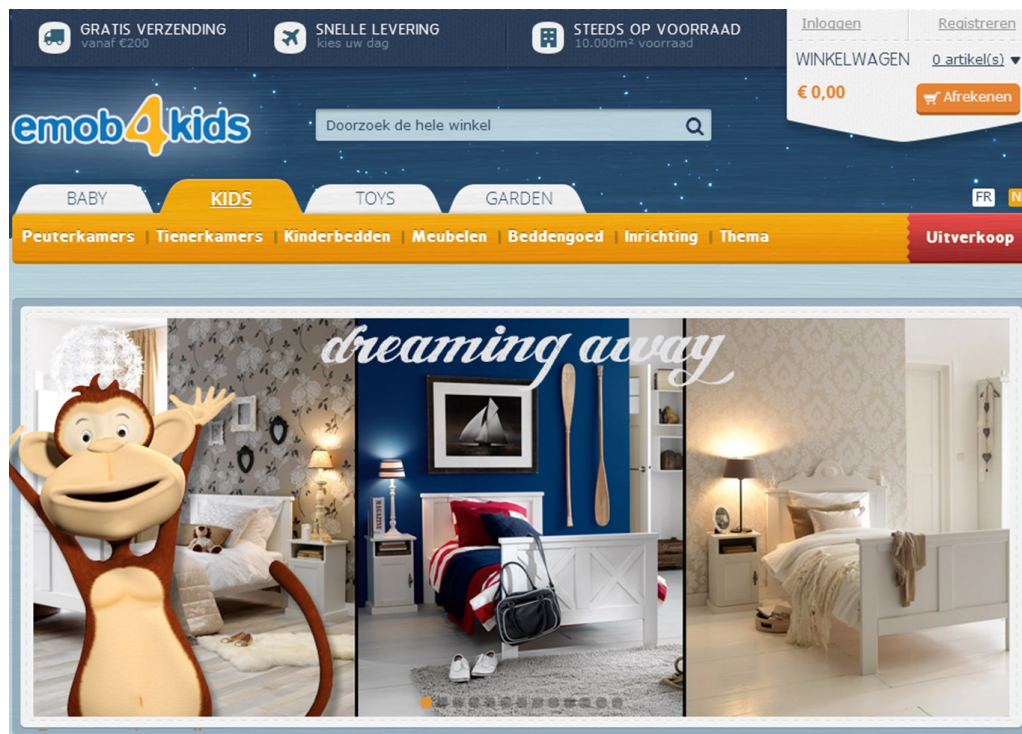 GRATIS VERZENDING
vanaf €200
SNELLE LEVERING
kies uw dag
STEEDS OP VOORRAAD
10.000m² voorraad
Inloggen
Registreren
WINKELWAGEN
0 artikel(s)
€ 0,00
Afrekenen
emob4kids
Doorzoek de hele winkel
BABY
KIDS
TOYS
GARDEN
FR
N
Peuterkamers
Tienerkamers
Kinderbedden
Meubelen
Beddengoed
Inrichting
Thema
Uitverkoop
dreaming away
MAGAZINE